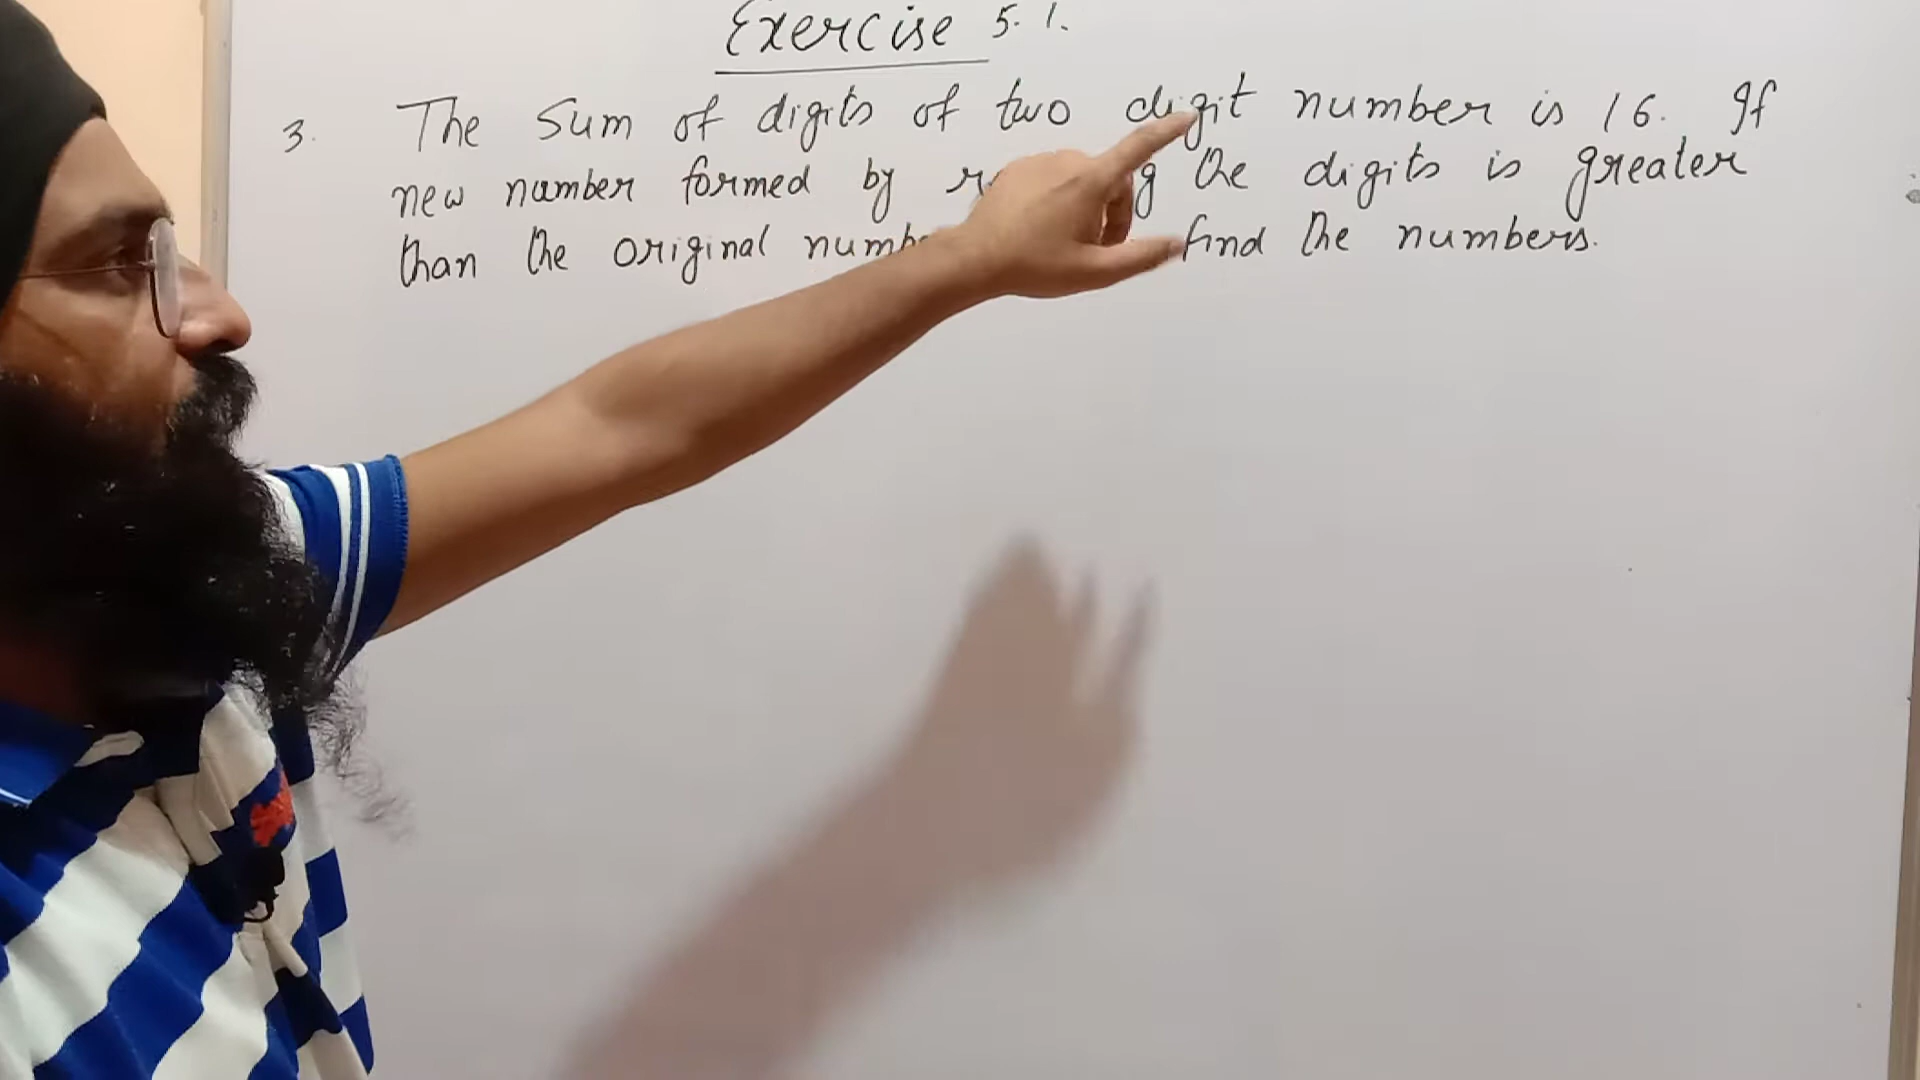 Exercise 5.1.
3. The Sum of digits of two digit number is 16. If
new number formed by the digits is greater
than the original find the numbers.